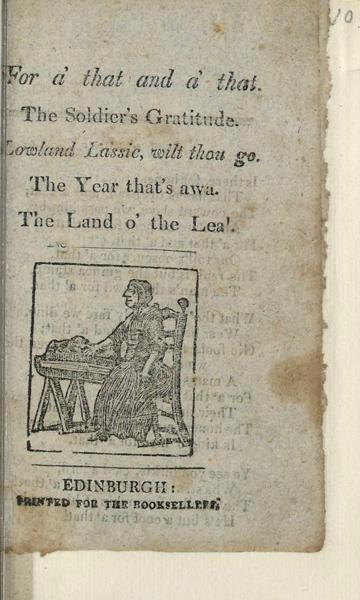 For a' that and a' that.
The Soldier's Gratitude.
Lowland Lassie, wilt thou go.
The Year that's awa.
The Land o' the Leal.
EDINBURGH:
PRINTED FOR THE BOOKSELLERS.